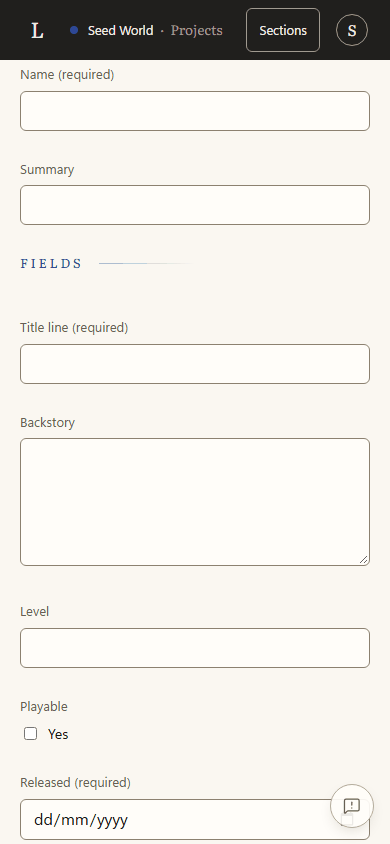 L Seed World · Projects Sections S
Name (required)
Summary
FIELDS
Title line (required)
Backstory
Level
Playable
Yes
Released (required)
dd/mm/yyyy